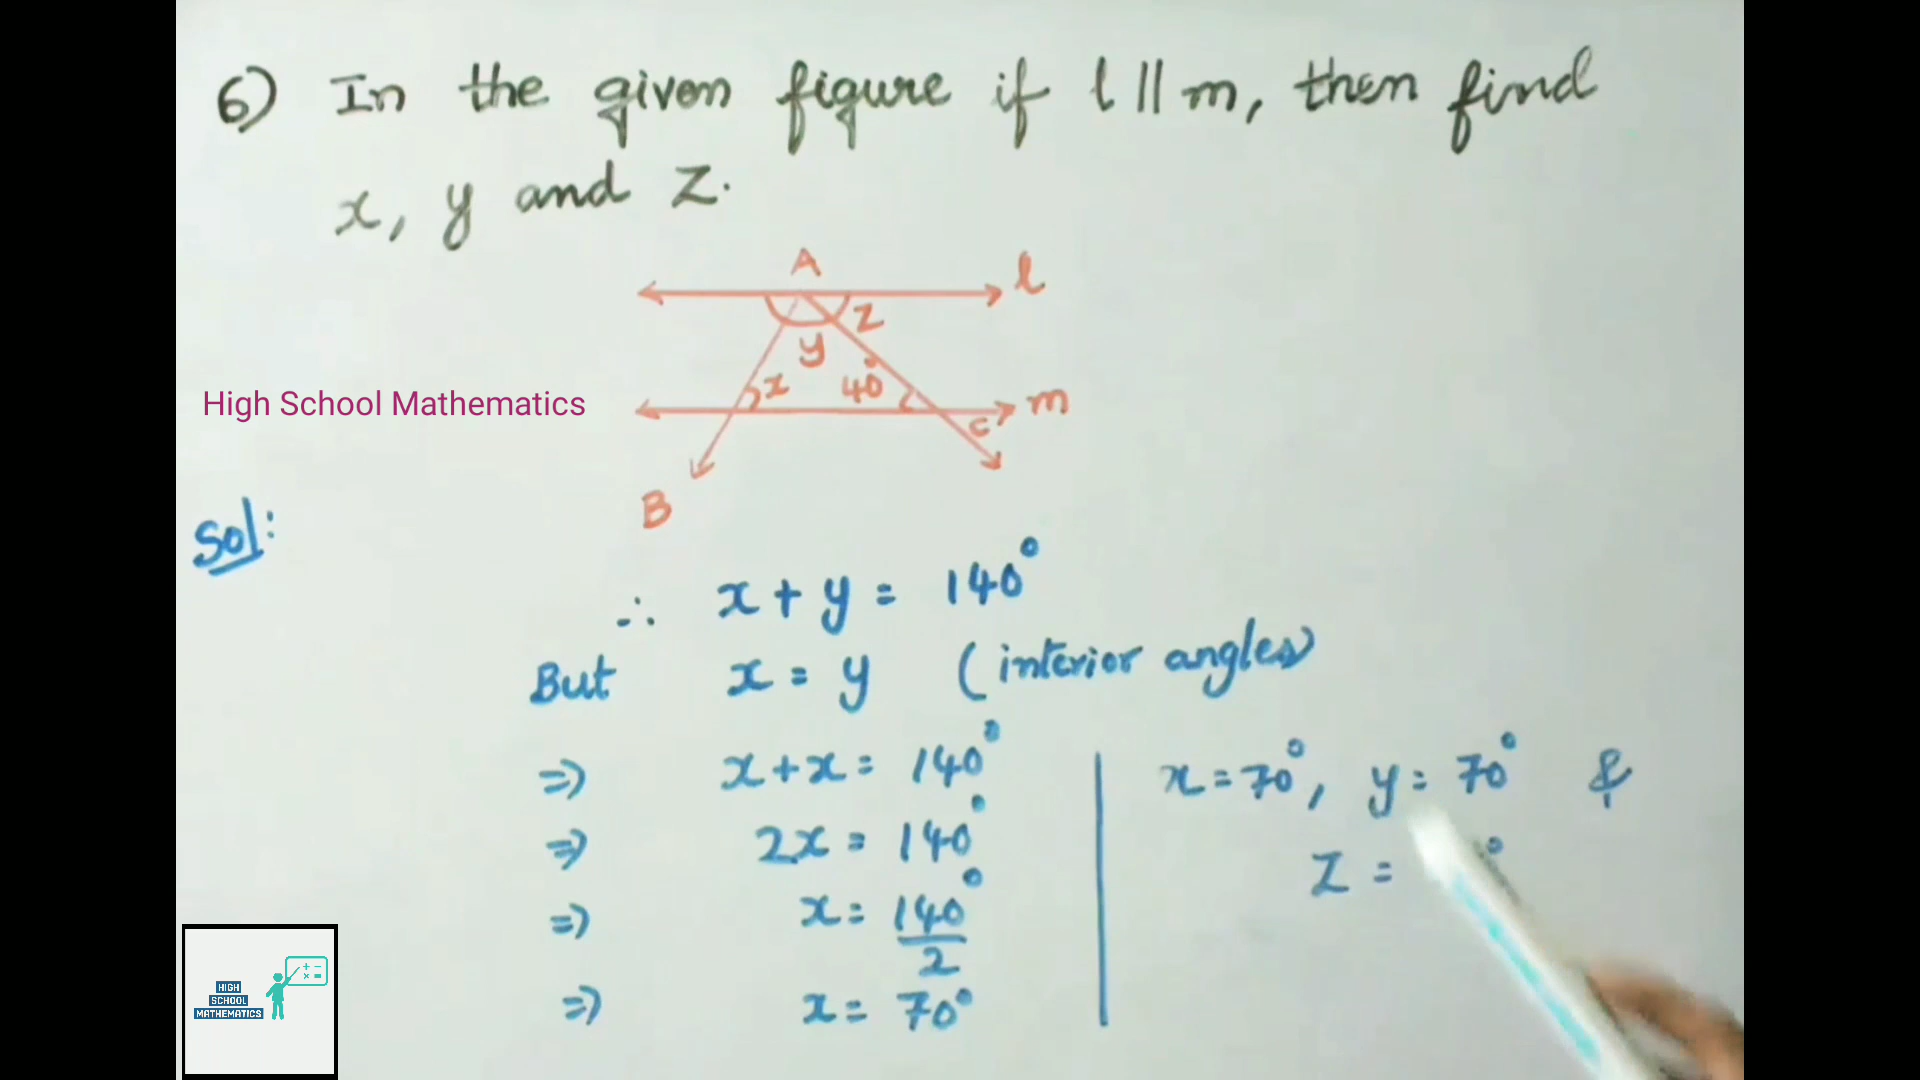 6) In the given figure if l || m, then find
x, y and z.
A
l
z
y
x
40°
m
c
B
High School Mathematics
Sol:
∴ x + y = 140°
But x = y (interior angles)
⇒ x + x = 140°
⇒ 2x = 140°
⇒ x = 140°/2
⇒ x = 70°
x = 70°, y = 70° &
z = °
HIGH
SCHOOL
MATHEMATICS